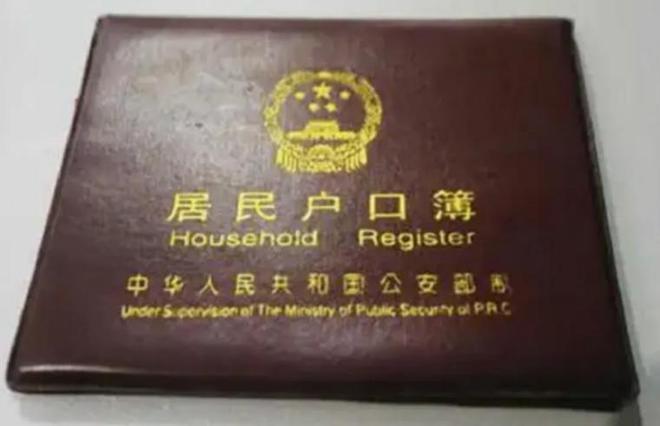 居民户口簿
Household Register
中华人民共和国公安部制
Under Supervision of The Ministry of Public Security of P.R.C